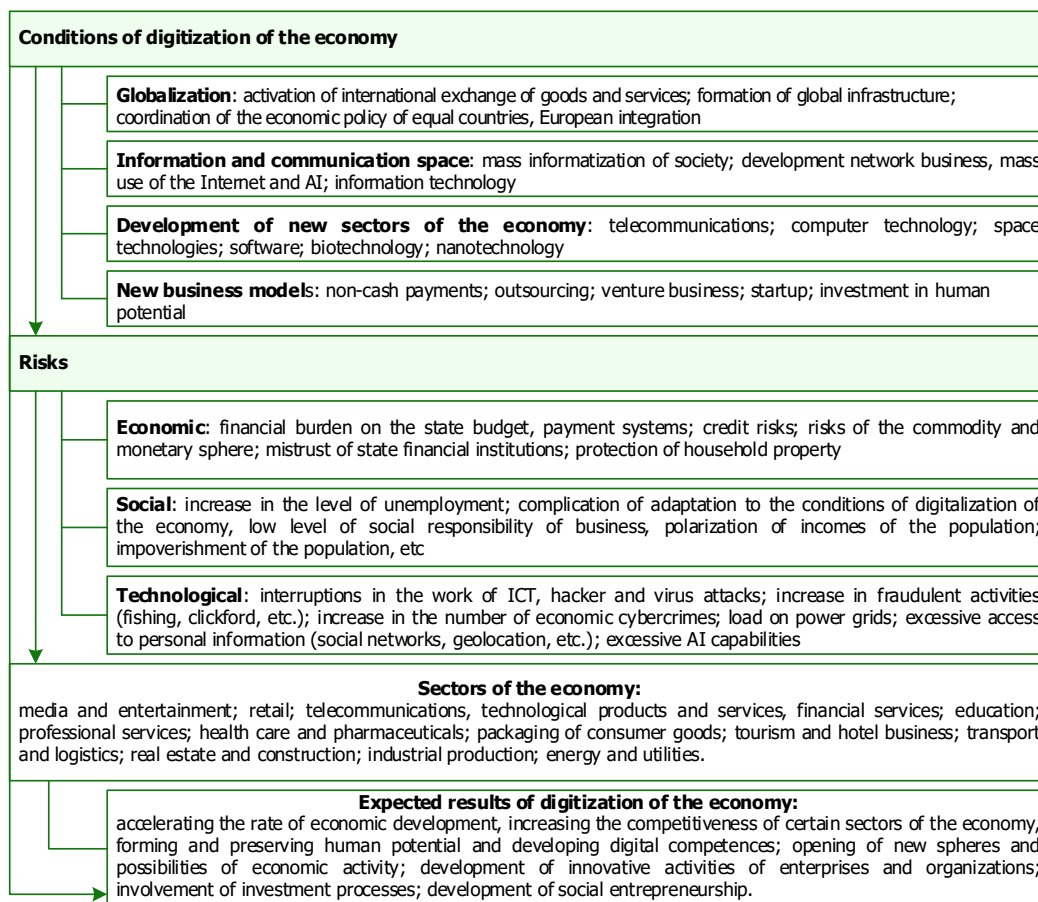 Conditions of digitization of the economy
Globalization: activation of international exchange of goods and services; formation of global infrastructure;
coordination of the economic policy of equal countries, European integration
Information and communication space: mass informatization of society; development network business, mass
use of the Internet and AI; information technology
Development of new sectors of the economy: telecommunications; computer technology; space
technologies; software; biotechnology; nanotechnology
New business models: non-cash payments; outsourcing; venture business; startup; investment in human
potential
Risks
Economic: financial burden on the state budget, payment systems; credit risks; risks of the commodity and
monetary sphere; mistrust of state financial institutions; protection of household property
Social: increase in the level of unemployment; complication of adaptation to the conditions of digitalization of
the economy, low level of social responsibility of business, polarization of incomes of the population;
impoverishment of the population, etc
Technological: interruptions in the work of ICT, hacker and virus attacks; increase in fraudulent activities
(fishing, clickford, etc.); increase in the number of economic cybercrimes; load on power grids; excessive access
to personal information (social networks, geolocation, etc.); excessive AI capabilities
Sectors of the economy:
media and entertainment; retail; telecommunications, technological products and services, financial services; education;
professional services; health care and pharmaceuticals; packaging of consumer goods; tourism and hotel business; transport
and logistics; real estate and construction; industrial production; energy and utilities.
Expected results of digitization of the economy:
accelerating the rate of economic development, increasing the competitiveness of certain sectors of the economy,
forming and preserving human potential and developing digital competences; opening of new spheres and
possibilities of economic activity; development of innovative activities of enterprises and organizations;
involvement of investment processes; development of social entrepreneurship.